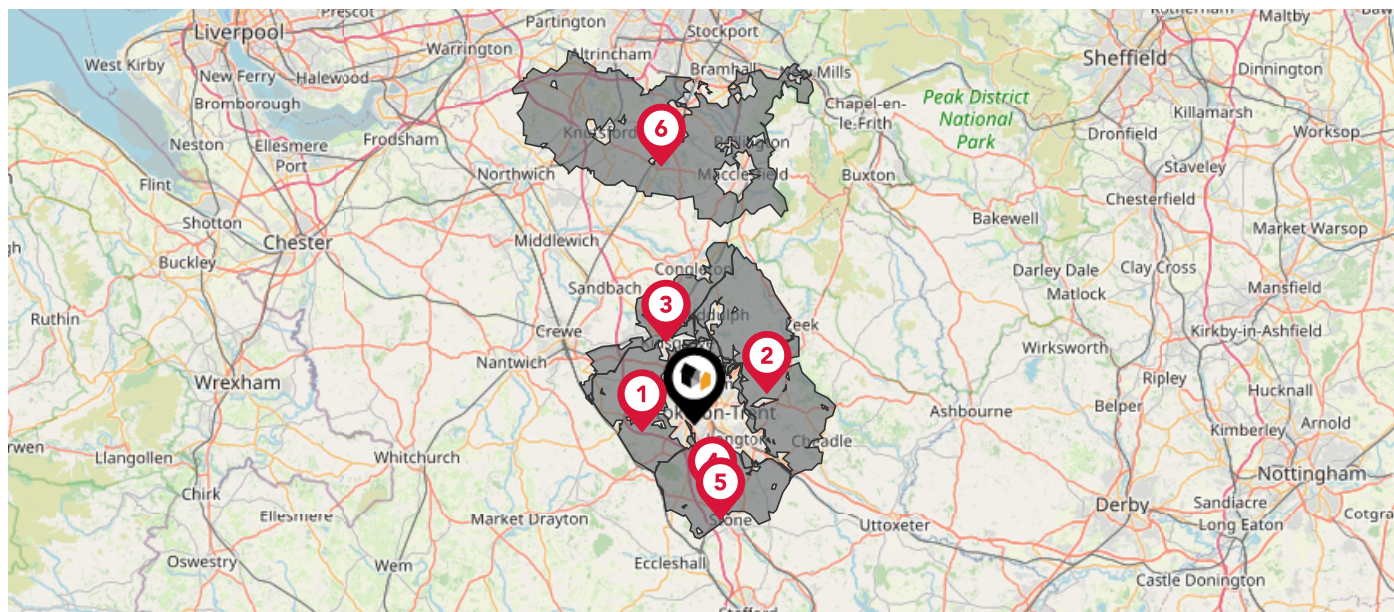 Prescot
Rotherham
Maltby
Liverpool
Partington
Stockport
Warrington
Altrincham
Sheffield
West Kirby
New Ferry
Halewood
Bramhall
Mills
Dinnington
Bromborough
Chapel-en-
le-Frith
Peak District
National
Park
Killamarsh
Neston
Ellesmere
Port
Frodsham
Knutsford
6
Dronfield
Worksop
Flint
Northwich
Macclesfield
Buxton
Staveley
Chesterfield
Shotton
Bakewell
Market Warsop
Chester
Middlewich
Buckley
Congleton
Darley Dale
Clay Cross
Sandbach
Matlock
Mansfield
Ruthin
3
Crewe
Leek
Kirkby-in-Ashfield
Nantwich
2
Wirksworth
Wrexham
1
Ripley
Hucknall
Ashbourne
Belper
Arnold
Kimberley
Cheadle
Llangollen
Whitchurch
Nottingham
5
Chirk
Derby
Sandiacre
Ellesmere
Market Drayton
Stone
Uttoxeter
Long Eaton
Oswestry
Wem
Eccleshall
Castle Donington
Stafford